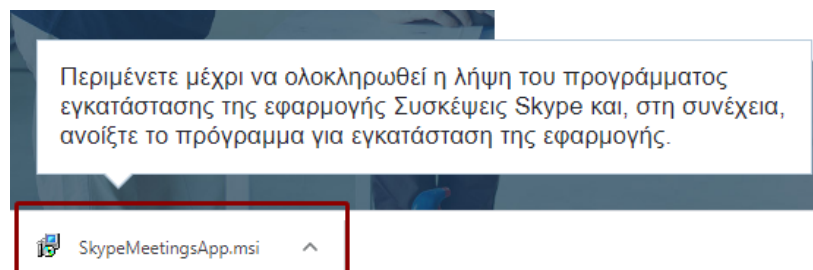 Περιμένετε μέχρι να ολοκληρωθεί η λήψη του προγράμματος
εγκατάστασης της εφαρμογής Συσκέψεις Skype και, στη συνέχεια,
ανοίξτε το πρόγραμμα για εγκατάσταση της εφαρμογής.
SkypeMeetingsApp.msi